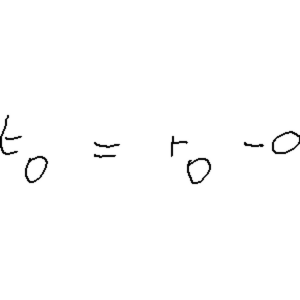 t₀ = r₀ - 0